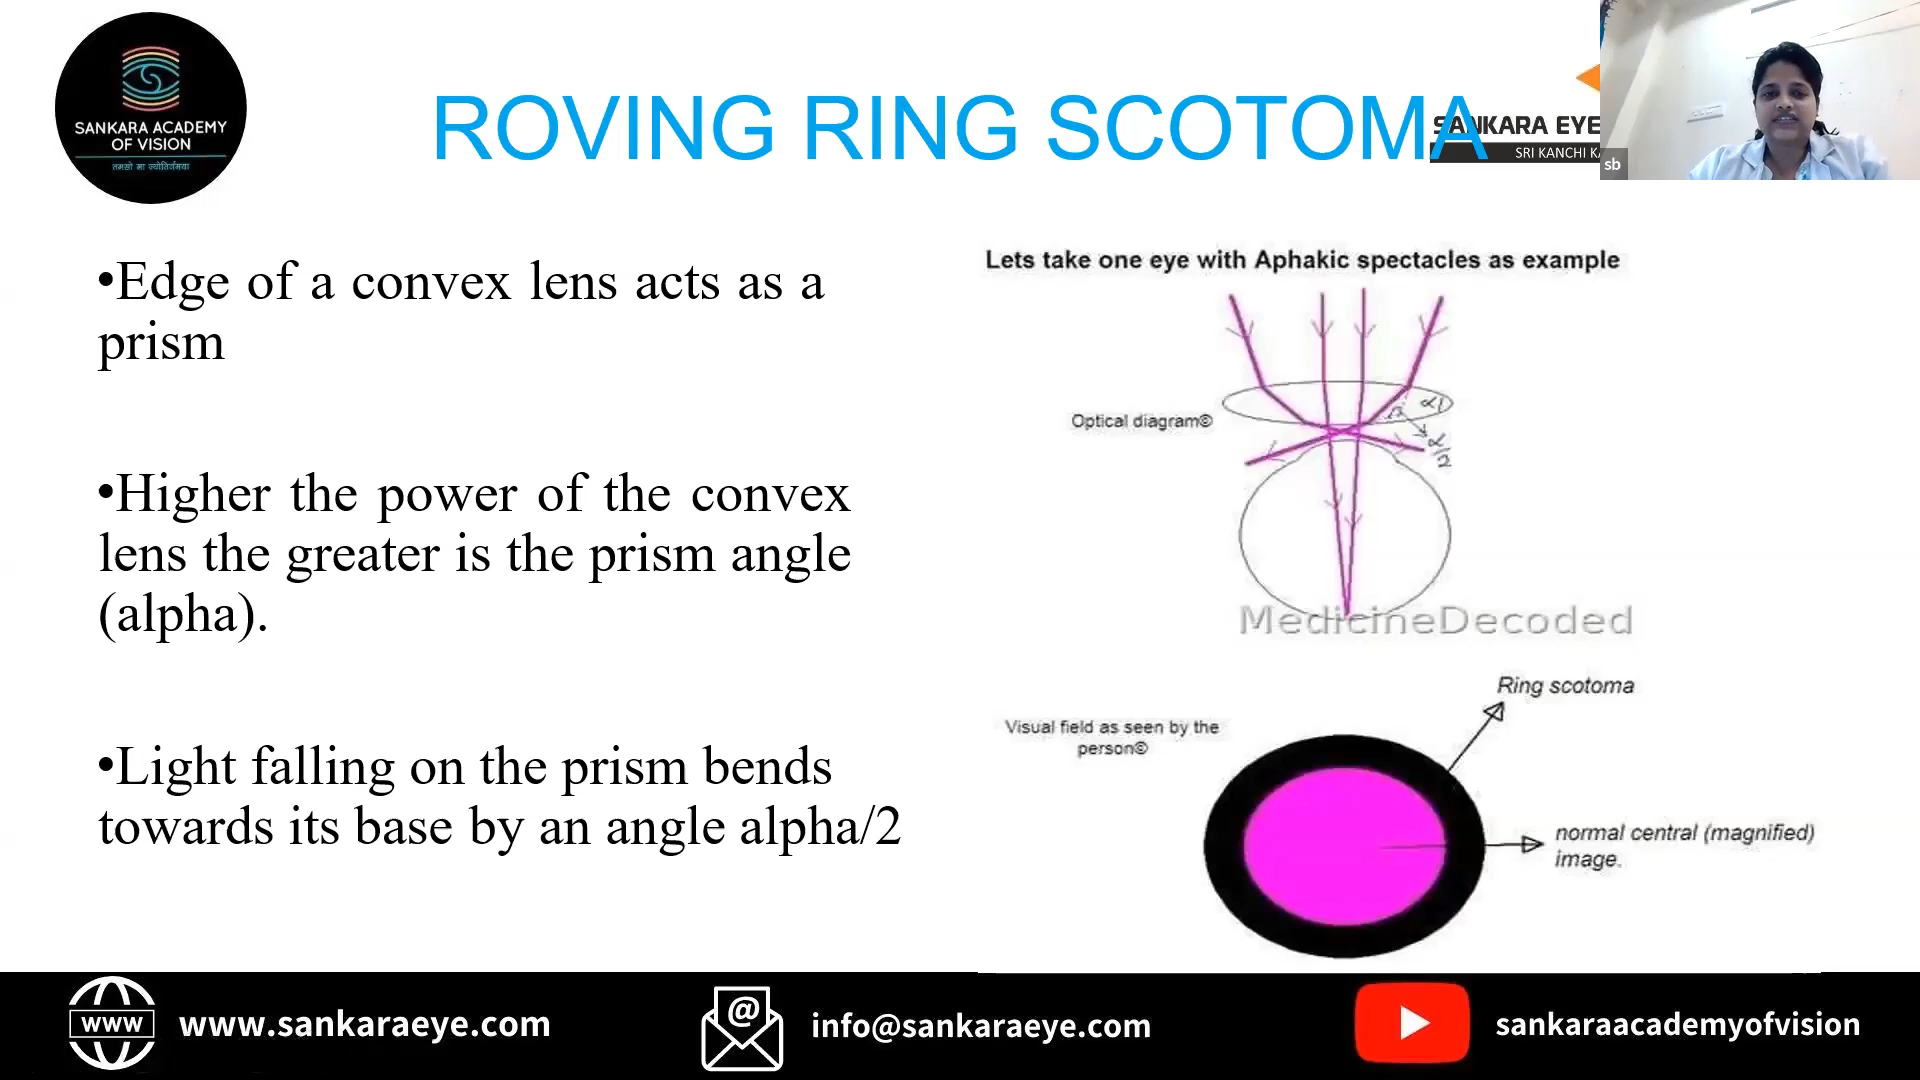 SANKARA ACADEMY
OF VISION
तमसो मा ज्योतिर्गमया
ROVING RING SCOTOMA
SANKARA EYE
SRI KANCHI KA
sb
•Edge of a convex lens acts as a
prism
•Higher the power of the convex
lens the greater is the prism angle
(alpha).
•Light falling on the prism bends
towards its base by an angle alpha/2
Lets take one eye with Aphakic spectacles as example
Optical diagram©
α
α/2
MedicineDecoded
Ring scotoma
Visual field as seen by the
person©
normal central (magnified)
image.
www
www.sankaraeye.com
@
info@sankaraeye.com
sankaraacademyofvision